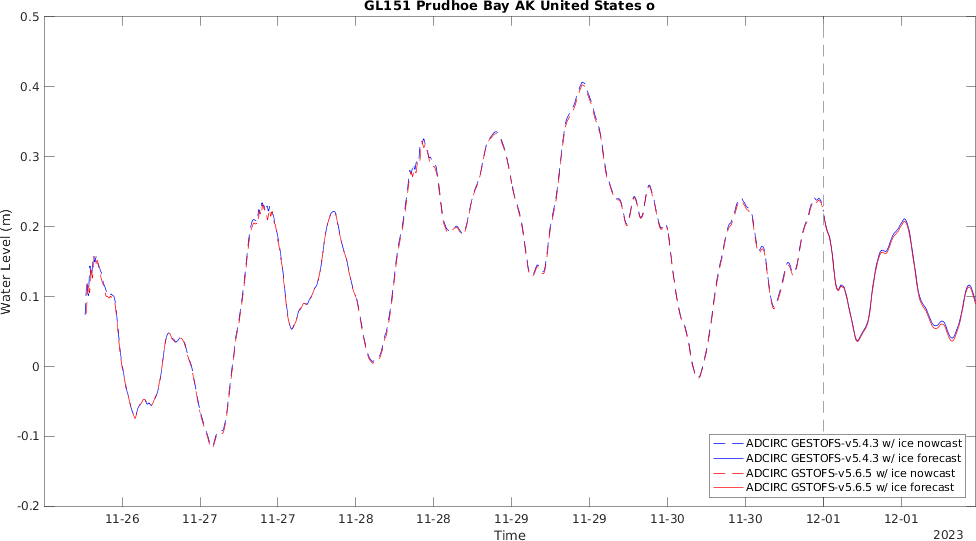 GL151 Prudhoe Bay AK United States o
0.5
0.4
0.3
0.2
0.1
0
-0.1
-0.2
Water Level (m)
ADCIRC GESTOFS-v5.4.3 w/ ice nowcast
ADCIRC GESTOFS-v5.4.3 w/ ice forecast
ADCIRC GSTOFS-v5.6.5 w/ ice nowcast
ADCIRC GSTOFS-v5.6.5 w/ ice forecast
11-26 11-27 11-27 11-28 11-28 11-29 11-29 11-30 11-30 12-01 12-01
Time
2023